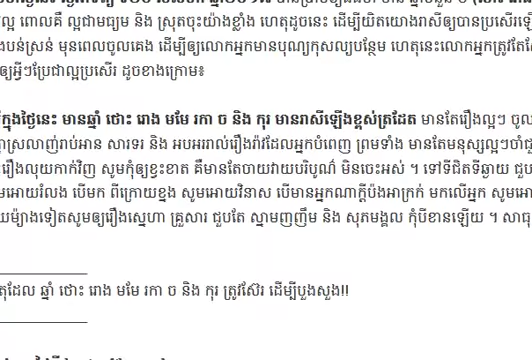 ល្អ ពោលគឺ ល្អជាមធ្យម និង ស្រុតចុះយ៉ាងខ្លាំង ហេតុដូចនេះ ដើម្បីយិតយោងរាសីឲ្យបានប្រសើរឡើ
បន់ស្រន់ មុនពេលចូលគេង ដើម្បីឲ្យលោកអ្នកមានបុណ្យកុសល្យបន្ថែម ហេតុនេះលោកអ្នកត្រូវតែស៊ែ
ឲ្យអ្វីៗប្រែជាល្អប្រសើរ ដូចខាងក្រោម៖
ក្នុងថ្ងៃនេះ មានឆ្នាំ ថោះ រោង មមែ រកា ច និង កុរ មានរាសីឡើងខ្ពស់ត្រដែត មានតែរឿងល្អៗ ចូល
ស្រលាញ់រាប់អាន សារទរ និង អបអររាល់រឿងរ៉ាវដែលអ្នកបំពេញ ព្រមទាំង មានតែមនុស្សល្អៗចាំជួ
រឿងលុយកាក់វិញ សូមកុំឲ្យខ្វះខាត គឺមានតែចាយវាយបរិបូណ៌ មិនចេះអស់ ។ ទៅទីជិតទីឆ្ងាយ ជួប
មអោយរំលង បើមក ពីក្រោយខ្នង សូមអោយវិនាស បើមានអ្នកណាក្ដីប៉ងអាក្រក់ មកលើអ្នក សូមអោ
យម៉្យាងទៀតសូមឲ្យរឿងស្នេហា គ្រួសារ ជួបតែ ស្នាមញញឹម និង សុភមង្គល កុំបីខានឡើយ ។ សាធុ
តុដែល ឆ្នាំ ថោះ រោង មមែ រកា ច និង កុរ ត្រូវស៊ែរ ដើម្បីបួងសួង!!